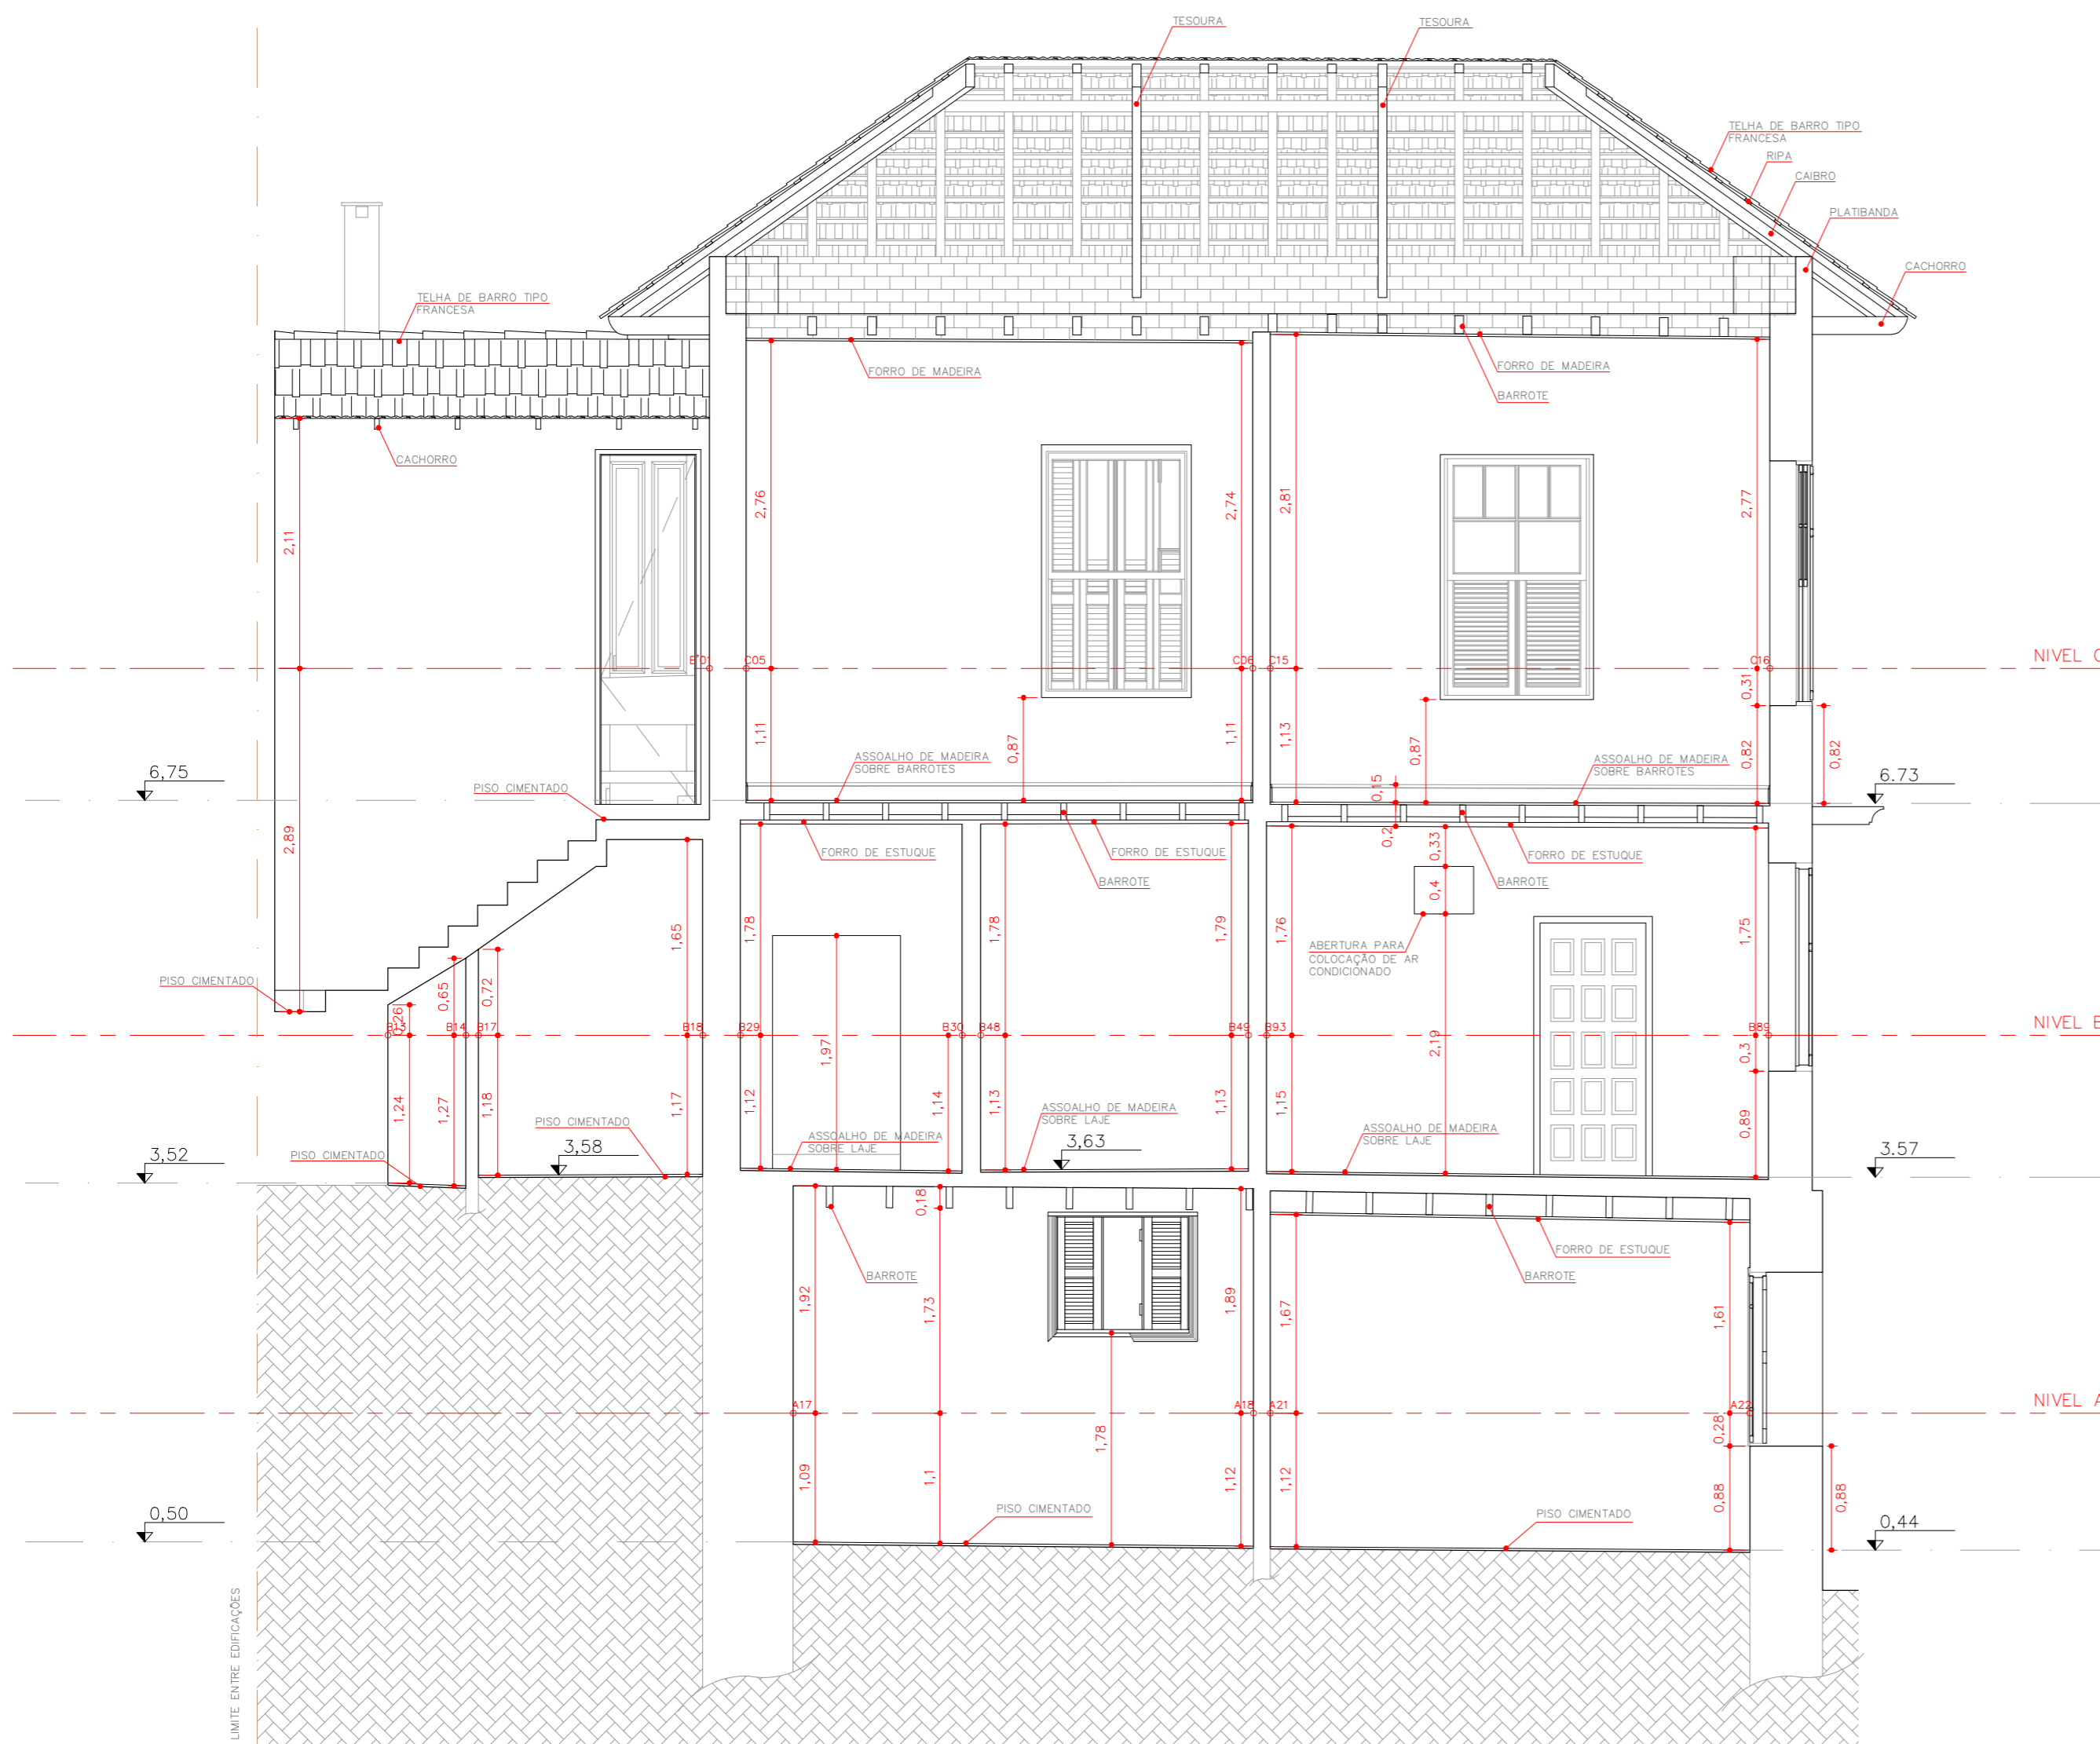 TESOURA
TESOURA
TELHA DE BARRO TIPO
FRANCESA
RIPA
CAIBRO
PLATIBANDA
CACHORRO
TELHA DE BARRO TIPO
FRANCESA
FORRO DE MADEIRA
FORRO DE MADEIRA
BARROTE
CACHORRO
2,11
2,76
2,74
2,81
2,77
B'01
C05
C06
C15
C16
NIVEL C
0,31
1,11
0,87
1,11
1,13
0,87
0,82
0,82
ASSOALHO DE MADEIRA
SOBRE BARROTES
ASSOALHO DE MADEIRA
SOBRE BARROTES
6,75
PISO CIMENTADO
0,15
6.73
2,89
0,2
0,33
FORRO DE ESTUQUE
FORRO DE ESTUQUE
FORRO DE ESTUQUE
BARROTE
0,4
BARROTE
1,65
1,78
1,78
1,79
1,76
1,75
ABERTURA PARA
COLOCAÇÃO DE AR
CONDICIONADO
PISO CIMENTADO
0,26
0,65
0,72
B13
B14
B17
B18
B29
B30
B48
B49
B93
B89
NIVEL B
1,97
2,19
0,3
1,24
1,27
1,18
1,17
1,12
1,14
1,13
1,13
1,15
0,89
ASSOALHO DE MADEIRA
SOBRE LAJE
PISO CIMENTADO
ASSOALHO DE MADEIRA
SOBRE LAJE
ASSOALHO DE MADEIRA
SOBRE LAJE
3,52
PISO CIMENTADO
3,58
3,63
3.57
0,18
FORRO DE ESTUQUE
BARROTE
BARROTE
1,92
1,73
1,89
1,67
1,61
A17
A18
A21
A22
NIVEL A
0,28
1,09
1,1
1,78
1,12
1,12
0,88
0,88
0,50
PISO CIMENTADO
PISO CIMENTADO
0,44
LIMITE ENTRE EDIFICAÇÕES